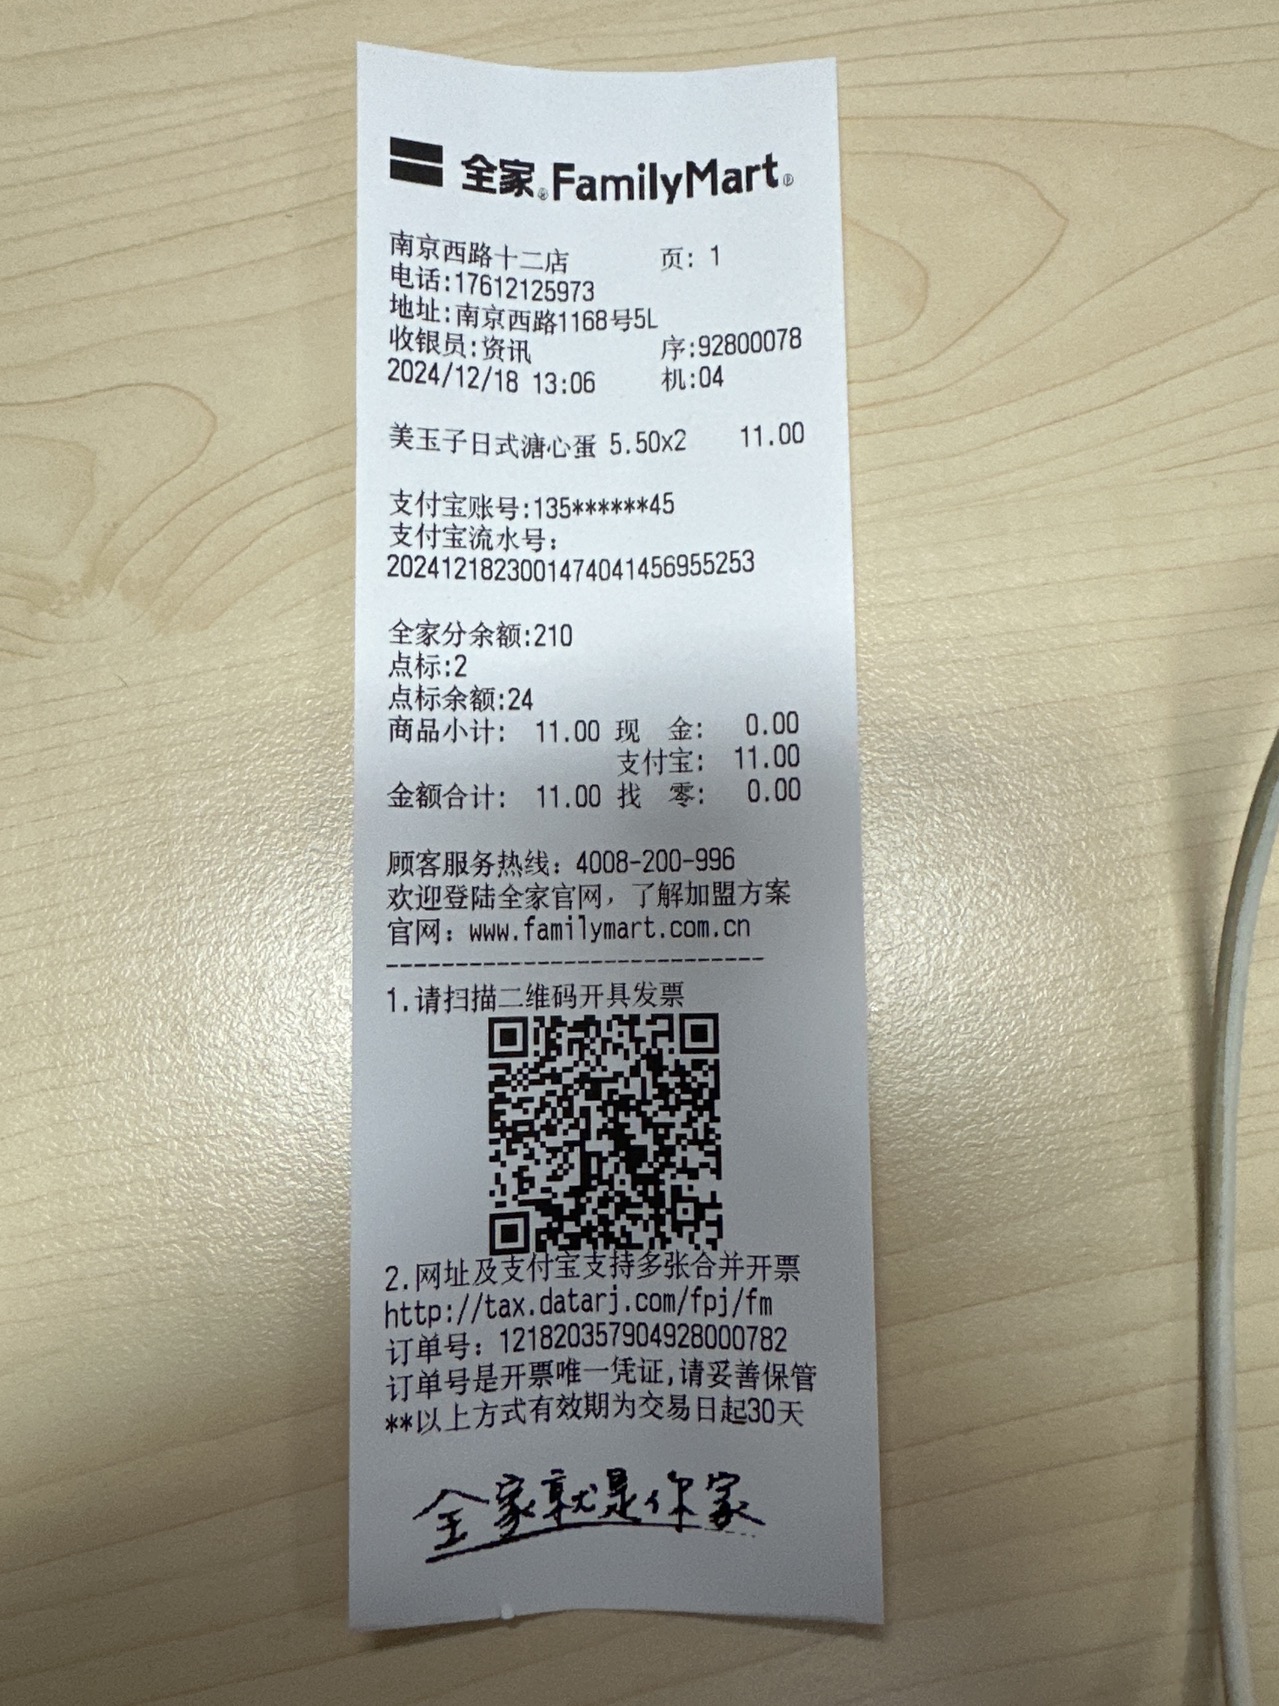 全家®FamilyMart®
南京西路十二店 页: 1
电话:17612125973
地址:南京西路1168号5L
收银员:资讯 序:92800078
2024/12/18 13:06 机:04
美玉子日式溏心蛋 5.50x2 11.00
支付宝账号:135******45
支付宝流水号:
2024121823001474041456955253
全家分余额:210
点标:2
点标余额:24
商品小计: 11.00 现 金: 0.00
支付宝: 11.00
金额合计: 11.00 找 零: 0.00
顾客服务热线: 4008-200-996
欢迎登陆全家官网，了解加盟方案
官网: www.familymart.com.cn
----------------------------
1.请扫描二维码开具发票
2.网址及支付宝支持多张合并开票
http://tax.datarj.com/fpj/fm
订单号: 121820357904928000782
订单号是开票唯一凭证,请妥善保管
**以上方式有效期为交易日起30天
全家就是你家